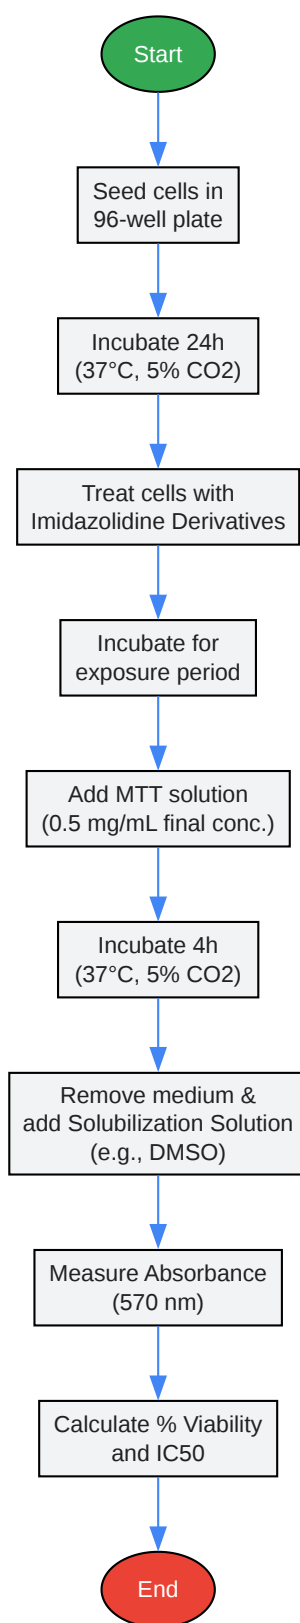 Start
Seed cells in
96-well plate
Incubate 24h
(37°C, 5% CO2)
Treat cells with
Imidazolidine Derivatives
Incubate for
exposure period
Add MTT solution
(0.5 mg/mL final conc.)
Incubate 4h
(37°C, 5% CO2)
Remove medium &
add Solubilization Solution
(e.g., DMSO)
Measure Absorbance
(570 nm)
Calculate % Viability
and IC50
End